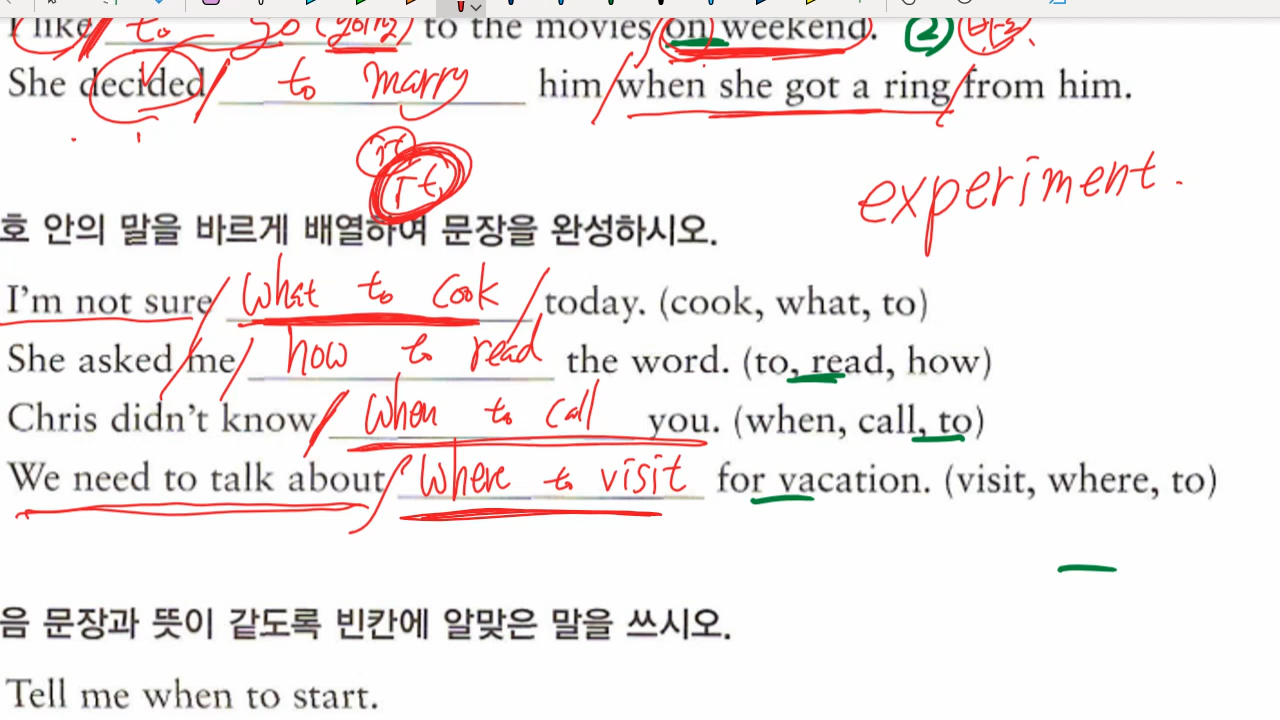 I like to go (going) to the movies on weekend. ②
She decided to marry him when she got a ring from him.
experiment.
호 안의 말을 바르게 배열하여 문장을 완성하시오.
I'm not sure what to cook today. (cook, what, to)
She asked me how to read the word. (to, read, how)
Chris didn't know when to call you. (when, call, to)
We need to talk about where to visit for vacation. (visit, where, to)
음 문장과 뜻이 같도록 빈칸에 알맞은 말을 쓰시오.
Tell me when to start.